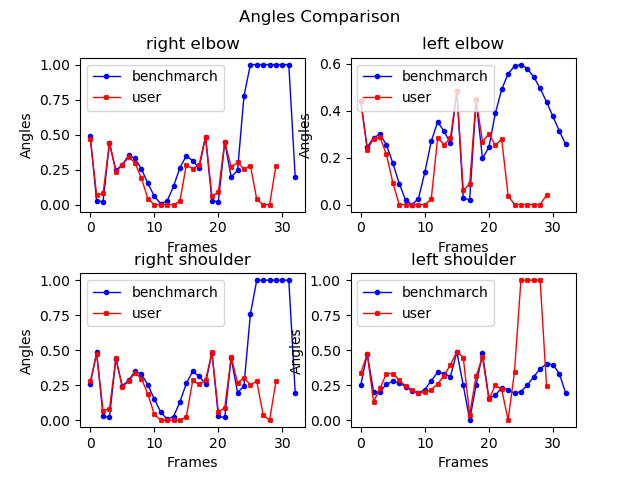 Angles Comparison
right elbow
left elbow
1.00
0.75
0.50
0.25
0.00
Angles
benchmarch
user
0
10
20
30
Frames
0.6
0.4
0.2
0.0
Angles
benchmarch
user
0
10
20
30
Frames
right shoulder
left shoulder
1.00
0.75
0.50
0.25
0.00
Angles
benchmarch
user
0
10
20
30
Frames
1.00
0.75
0.50
0.25
0.00
Angles
benchmarch
user
0
10
20
30
Frames